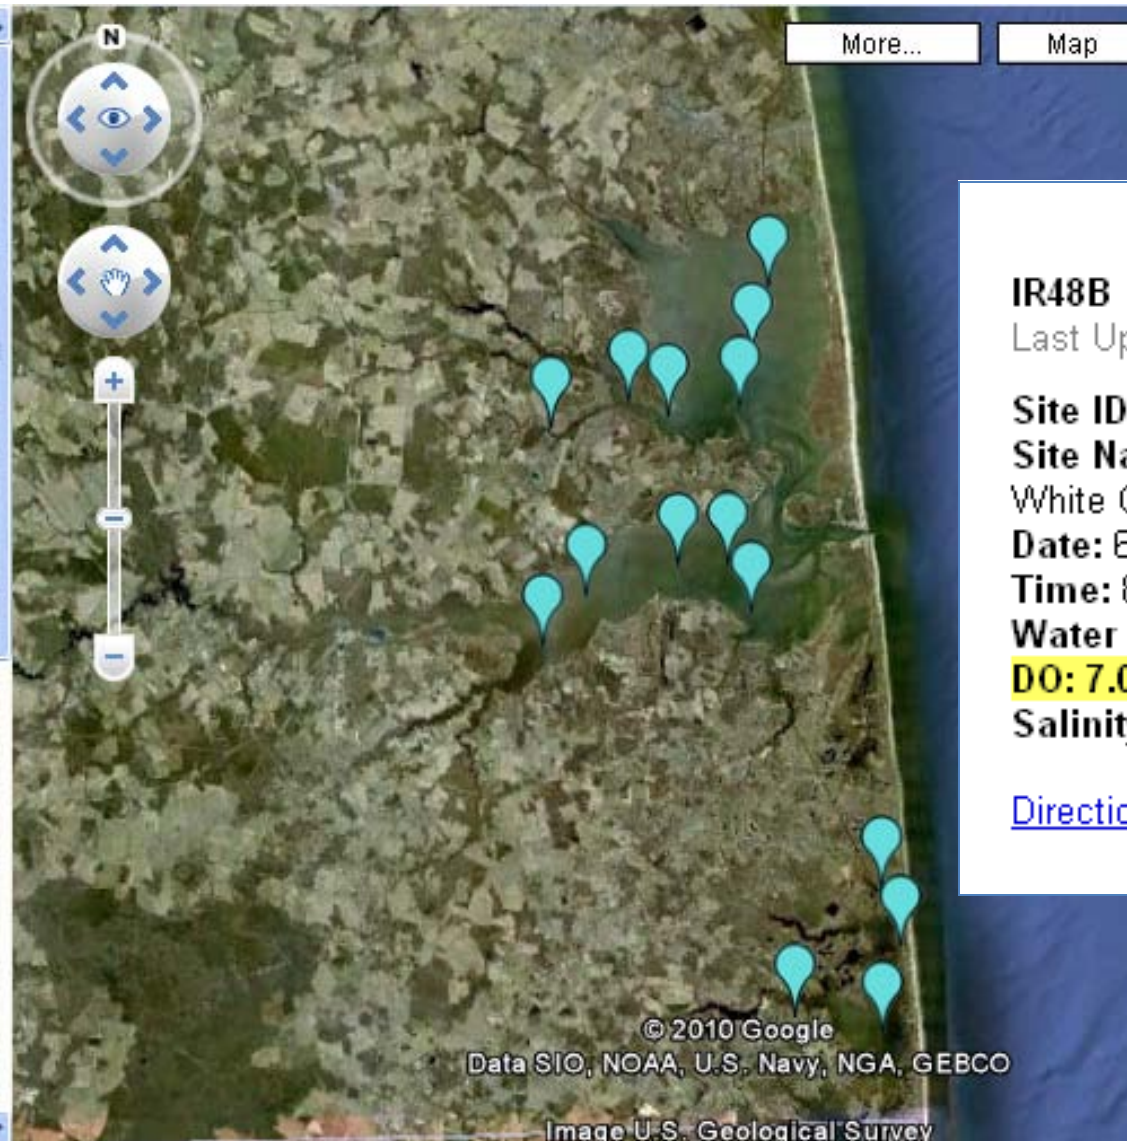 N
More...
Map
IR48B
Last Up
Site ID
Site Na
White
Date:
Time:
Water
DO: 7.0
Salinity
Directio
© 2010 Google
Data SIO, NOAA, U.S. Navy, NGA, GEBCO
Image U.S. Geological Survey